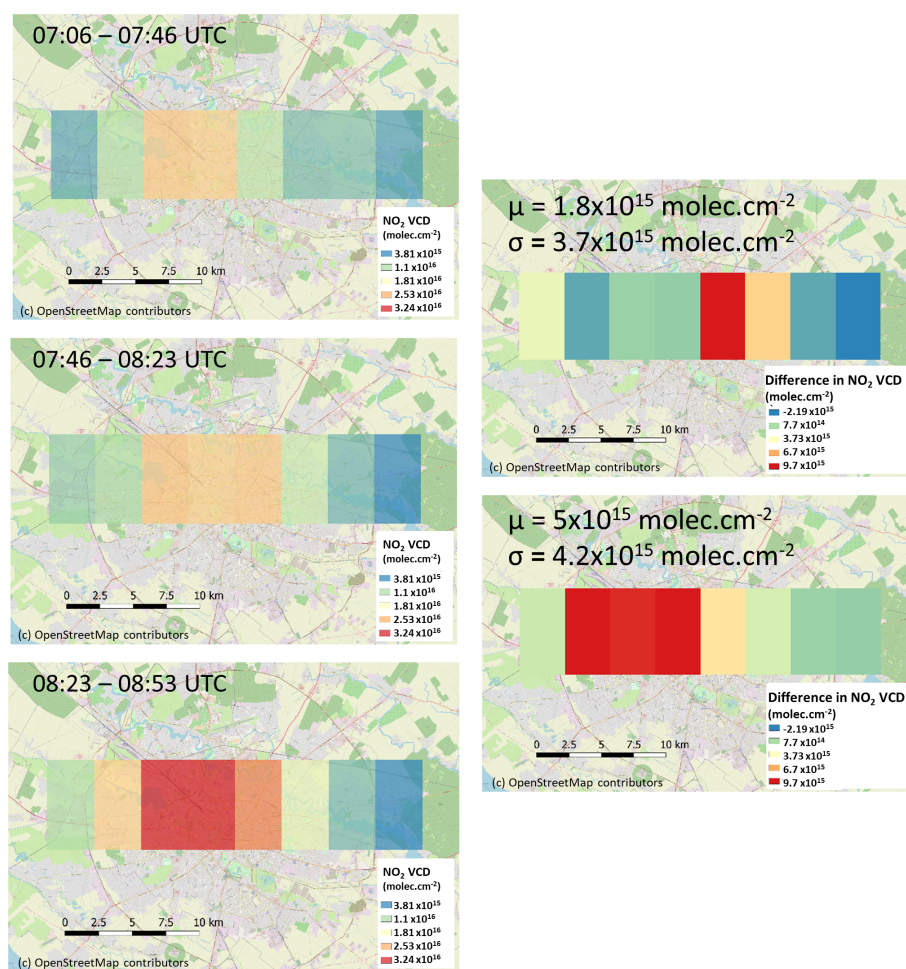 07:06 – 07:46 UTC
NO₂ VCD
(molec.cm⁻²)
3.81 x10¹⁵
1.1 x10¹⁶
1.81 x10¹⁶
2.53 x10¹⁶
3.24 x10¹⁶
0 2.5 5 7.5 10 km
(c) OpenStreetMap contributors
07:46 – 08:23 UTC
NO₂ VCD
(molec.cm⁻²)
3.81 x10¹⁵
1.1 x10¹⁶
1.81 x10¹⁶
2.53 x10¹⁶
3.24 x10¹⁶
0 2.5 5 7.5 10 km
(c) OpenStreetMap contributors
08:23 – 08:53 UTC
NO₂ VCD
(molec.cm⁻²)
3.81 x10¹⁵
1.1 x10¹⁶
1.81 x10¹⁶
2.53 x10¹⁶
3.24 x10¹⁶
0 2.5 5 7.5 10 km
(c) OpenStreetMap contributors
μ = 1.8x10¹⁵ molec.cm⁻²
σ = 3.7x10¹⁵ molec.cm⁻²
Difference in NO₂ VCD
(molec.cm⁻²)
-2.19 x10¹⁵
7.7 x10¹⁴
3.73 x10¹⁵
6.7 x10¹⁵
9.7 x10¹⁵
0 2.5 5 7.5 10 km
(c) OpenStreetMap contributors
μ = 5x10¹⁵ molec.cm⁻²
σ = 4.2x10¹⁵ molec.cm⁻²
Difference in NO₂ VCD
(molec.cm⁻²)
-2.19 x10¹⁵
7.7 x10¹⁴
3.73 x10¹⁵
6.7 x10¹⁵
9.7 x10¹⁵
0 2.5 5 7.5 10 km
(c) OpenStreetMap contributors